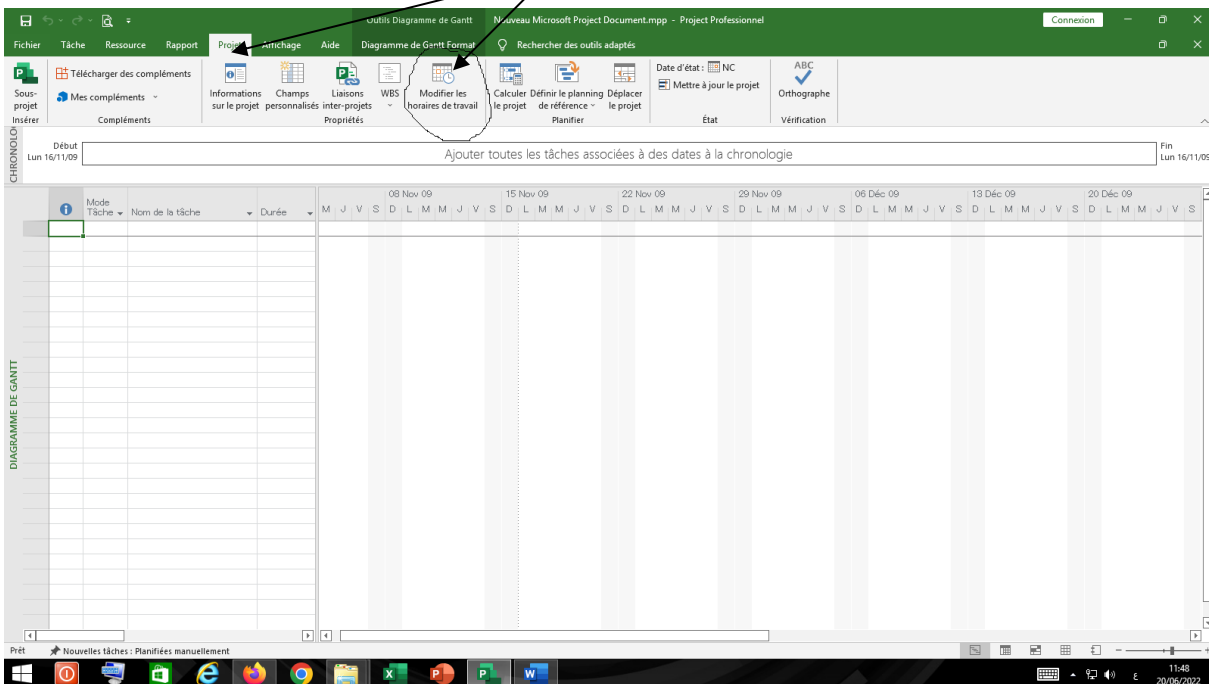 Outils Diagramme de Gantt Nouveau Microsoft Project Document.mpp - Project Professionnel Connexion
Fichier Tâche Ressource Rapport Projet Affichage Aide Diagramme de Gantt Format Rechercher des outils adaptés
Sous-projet
Insérer
Télécharger des compléments
Mes compléments
Compléments
Informations sur le projet
Champs personnalisés
Liaisons inter-projets
WBS
Modifier les horaires de travail
Propriétés
Calculer le projet
Définir le planning de référence
Déplacer le projet
Planifier
Date d'état : NC
Mettre à jour le projet
État
ABC
Orthographe
Vérification
CHRONOLO
Début
Lun 16/11/09
Ajouter toutes les tâches associées à des dates à la chronologie
Fin
Lun 16/11/09
Mode Tâche Nom de la tâche Durée
08 Nov 09 15 Nov 09 22 Nov 09 29 Nov 09 06 Déc 09 13 Déc 09 20 Déc 09
M J V S D L M M J V S D L M M J V S D L M M J V S D L M M J V S D L M M J V S D L M M J V S D L M M J V S
DIAGRAMME DE GANTT
Prêt Nouvelles tâches : Planifiées manuellement
ع 11:48
20/06/2022